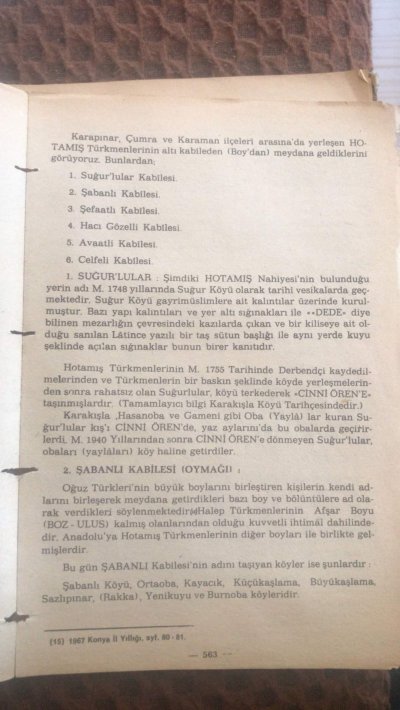 Karapınar, Çumra ve Karaman ilçeleri arasına'da yerleşen HO-
TAMIŞ Türkmenlerinin altı kabileden (Boy'dan) meydana geldiklerini
görüyoruz. Bunlardan;
1. Suğur'lular Kabilesi.
2. Şabanlı Kabilesi.
3. Şefaatlı Kabilesi.
4. Hacı Gözelli Kabilesi.
5. Avaatli Kabilesi.
6. Celfeli Kabilesi.
1. SUĞUR'LULAR : Şimdiki HOTAMIŞ Nahiyesi'nin bulunduğu
yerin adı M. 1748 yıllarında Suğur Köyü olarak tarihi vesikalarda geç-
mektedir. Suğur Köyü gayrimüslimlere ait kalıntılar üzerinde kurul-
muştur. Bazı yapı kalıntıları ve yer altı sığınakları ile «»DEDE» diye
bilinen mezarlığın çevresindeki kazılarda çıkan ve bir kiliseye ait ol-
duğu sanılan Lâtince yazılı bir taş sütun başlığı ile aynı yerde kuyu
şeklinde açılan sığınaklar bunun birer kanıtıdır.
Hotamış Türkmenlerinin M. 1755 Tarihinde Derbendçi kaydedil-
melerinden ve Türkmenlerin bir baskın şeklinde köyde yerleşmelerin-
den sonra rahatsız olan Suğurlular, köyü terkederek «CİNNİ ÖREN'E»
taşınmışlardır. (Tamamlayıcı bilgi Karakışla Köyü Tarihçesindedir.)
Karakışla ,Hasanoba ve Gameni gibi Oba (Yaylâ) lar kuran Su-
ğur'lular kış'ı CİNNİ ÖREN'de, yaz aylarını'da bu obalarda geçirir-
lerdi. M. 1940 Yıllarından sonra CİNNİ ÖREN'e dönmeyen Suğur'lular,
obaları (yaylâları) köy haline getirdiler.
2. ŞABANLI KABİLESİ (OYMAĞI) :
Oğuz Türkleri'nin büyük boylarını birleştiren kişilerin kendi ad-
larını birleşerek meydana getirdikleri bazı boy ve bölüntülere ad ola-
rak verdikleri söylenmektedir. Halep Türkmenlerinin Afşar Boyu
(BOZ - ULUS) kalmış olanlarından olduğu kuvvetli ihtimâl dahilinde-
dir. Anadolu'ya Hotamış Türkmenlerinin diğer boyları ile birlikte gel-
mişlerdir.
Bu gün ŞABANLI Kabilesi'nin adını taşıyan köyler ise şunlardır :
Şabanlı Köyü, Ortaoba, Kayacık, Küçükaşlama, Büyükaşlama,
Sazlıpınar, (Rakka), Yenikuyu ve Burnoba köyleridir.
(15) 1967 Konya İl Yıllığı, syf. 80 - 81.
— 563 —